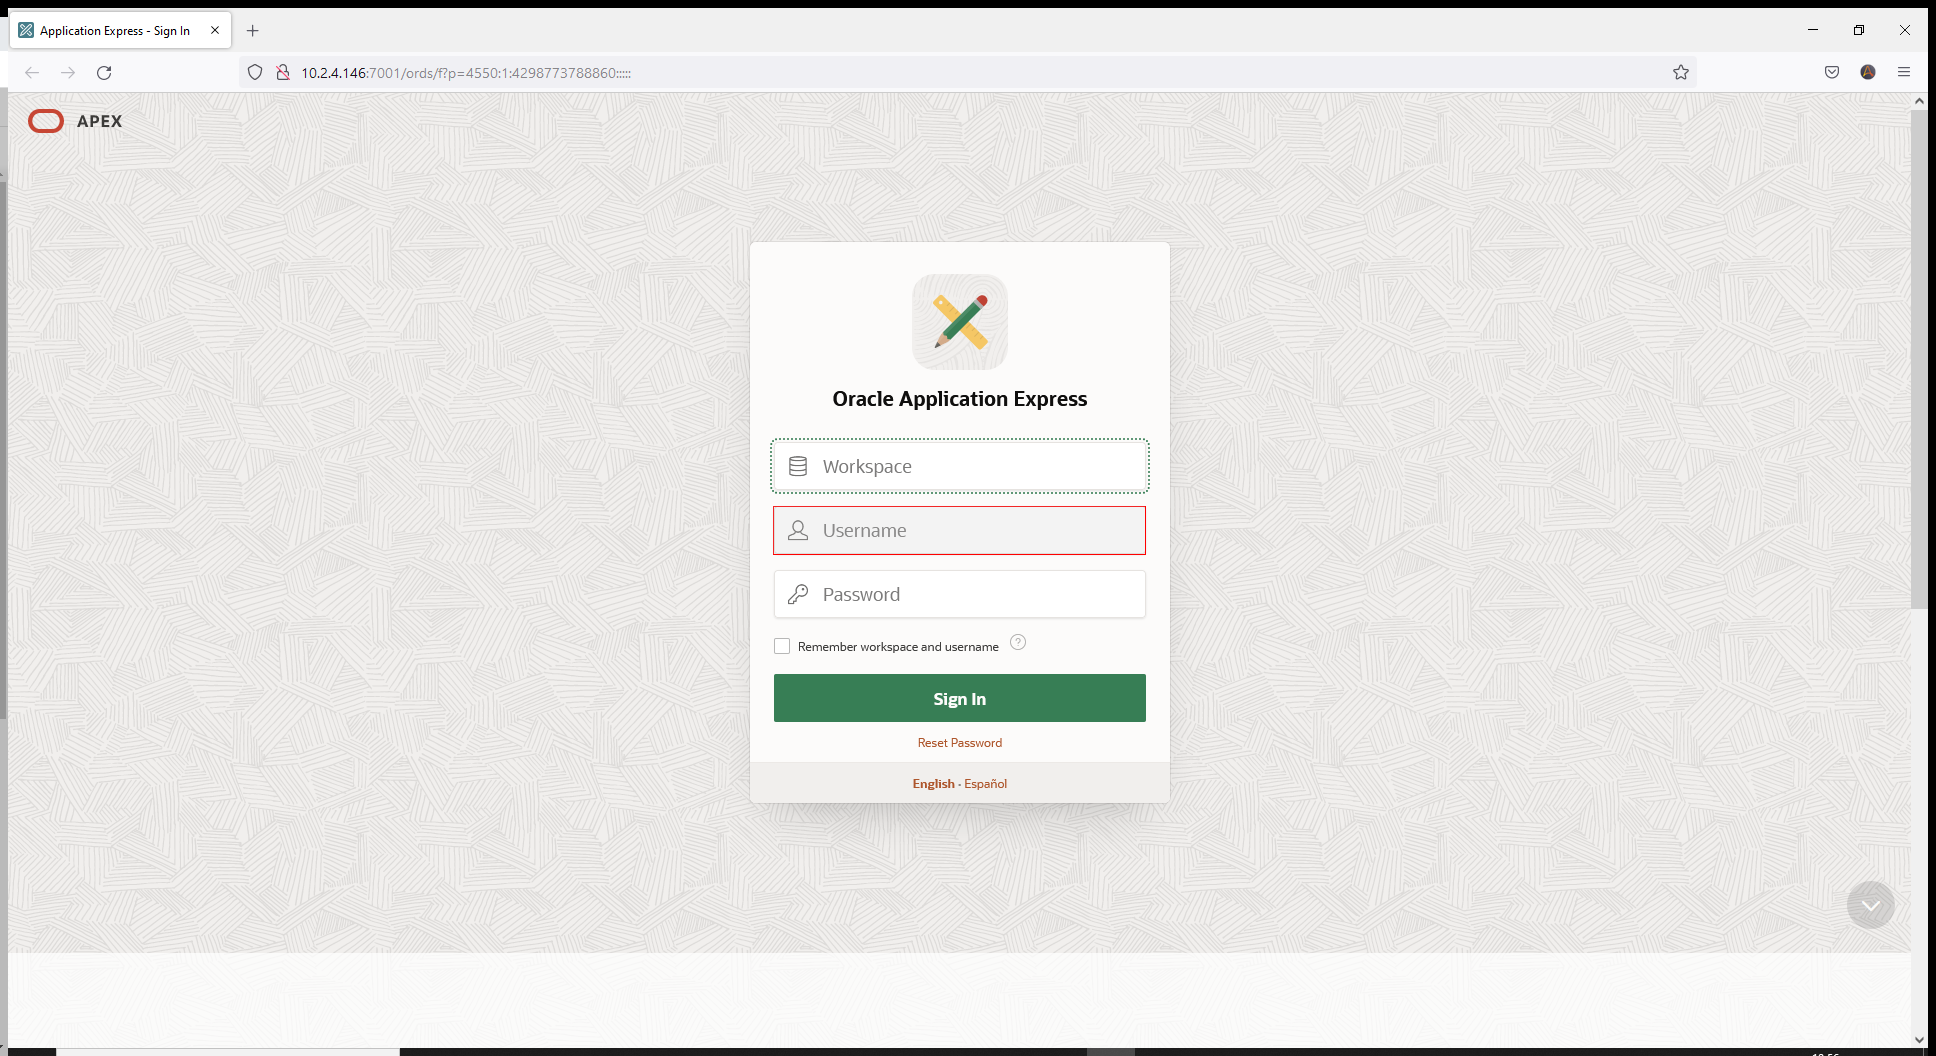 Application Express - Sign In
10.2.4.146:7001/ords/f?p=4550:1:4298773788860:::::
APEX
Oracle Application Express
Workspace
Username
Password
Remember workspace and username ?
Sign In
Reset Password
English - Español